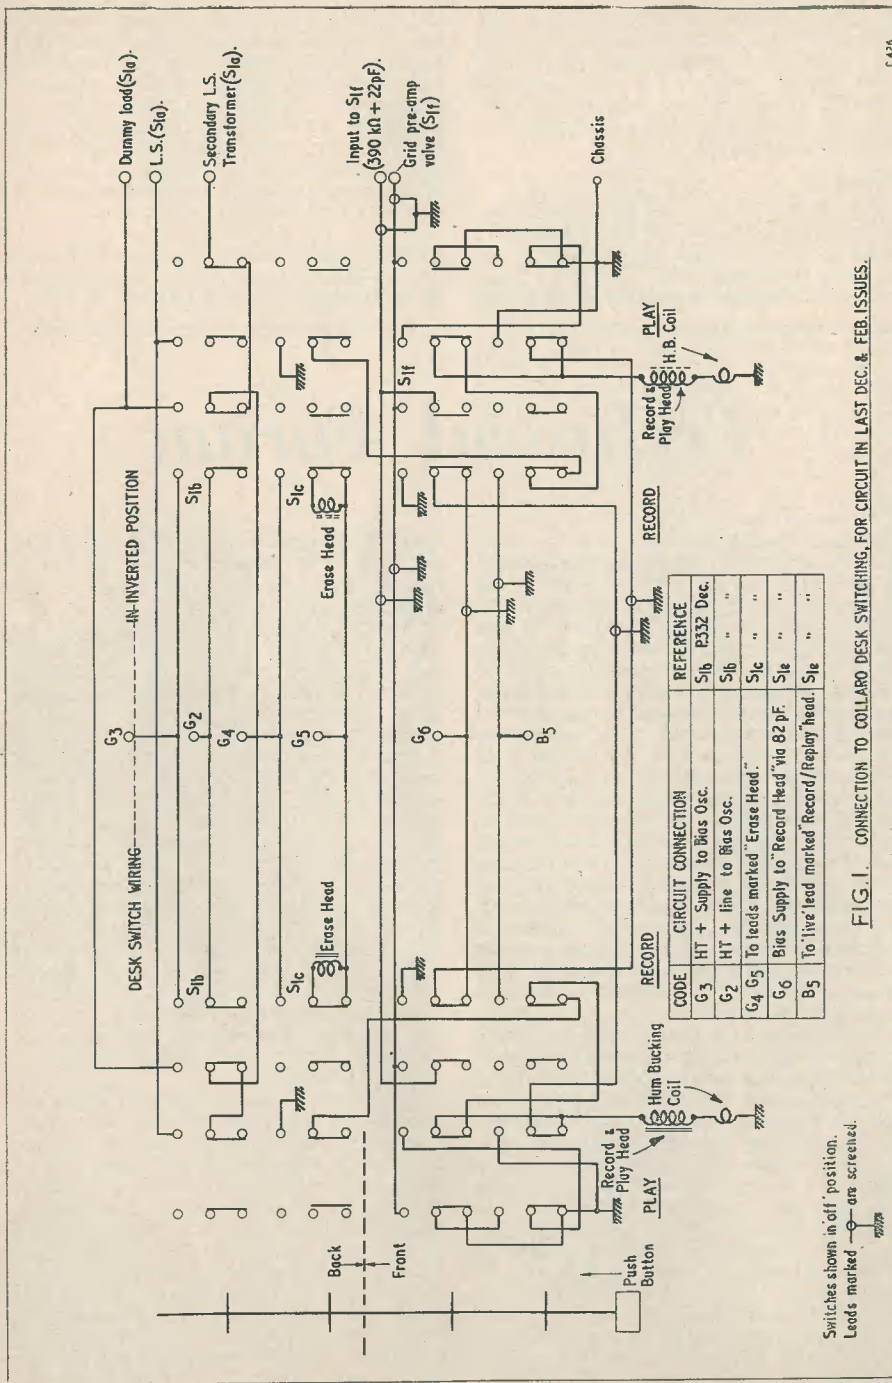 Dummy load (S1a).
L.S. (S1a).
Secondary L.S.
Transformer (S1a).
Input to S1f
(390 kΩ + 22pF).
Grid pre-amp
valve (S1f)
Chassis
DESK SWITCH WIRING
IN INVERTED POSITION
G3
G2
G4
G5
G6
B5
S1b
S1b
S1c
S1c
S1f
Erase Head
Erase Head
Back
Front
Push
Button
PLAY
Record &
Play Head
Hum Bucking
Coil
RECORD
RECORD
PLAY
Record &
Play Head
H.B. Coil
CODE CIRCUIT CONNECTION REFERENCE
G3 HT + Supply to Bias Osc. S1b P.332 Dec.
G2 HT + line to Bias Osc. S1b " "
G4 G5 To leads marked "Erase Head". S1c " "
G6 Bias Supply to "Record Head" via 82 pF. S1e " "
B5 To 'live' lead marked "Record/Replay" head. S1e " "
Switches shown in 'off' position.
Leads marked are screened.
FIG.1. CONNECTION TO COLLARO DESK SWITCHING, FOR CIRCUIT IN LAST DEC. & FEB. ISSUES.